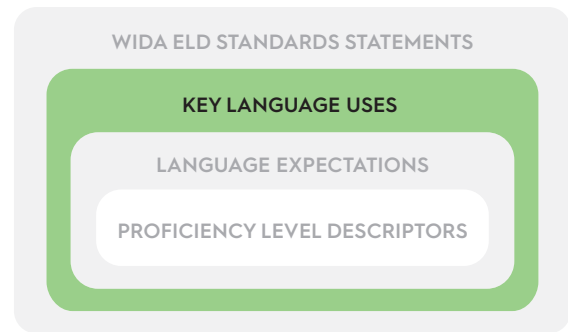 WIDA ELD STANDARDS STATEMENTS
KEY LANGUAGE USES
LANGUAGE EXPECTATIONS
PROFICIENCY LEVEL DESCRIPTORS